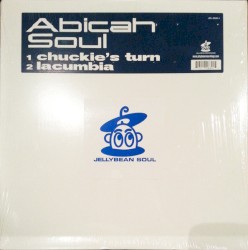 Abicah
Soul
1 chuckie's turn
2 lacumbia
JELLYBEAN SOUL